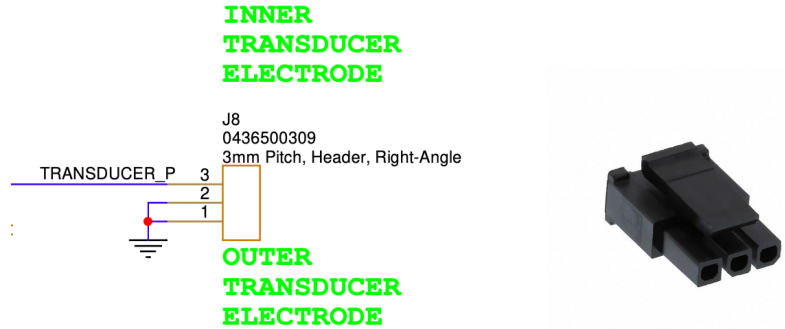 INNER
TRANSDUCER
ELECTRODE
J8
0436500309
3mm Pitch, Header, Right-Angle
TRANSDUCER_P 3
2
1
OUTER
TRANSDUCER
ELECTRODE